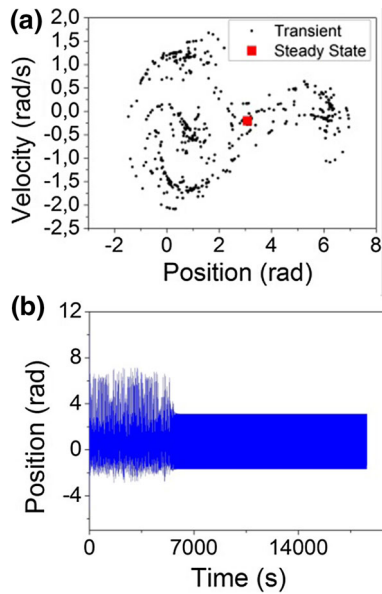 (a)
2,0
1,5
1,0
0,5
0,0
-0,5
-1,0
-1,5
-2,0
-2,5
Velocity (rad/s)
Transient
Steady State
-2 0 2 4 6 8
Position (rad)
(b)
12
8
4
0
-4
Position (rad)
0 7000 14000
Time (s)